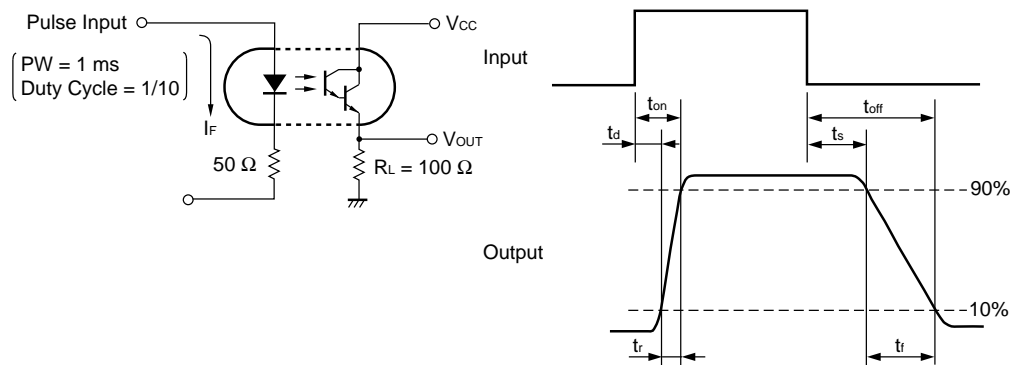 Pulse Input
PW = 1 ms
Duty Cycle = 1/10
IF
50 Ω
VCC
VOUT
RL = 100 Ω
Input
ton
toff
td
ts
90%
Output
10%
tr
tf